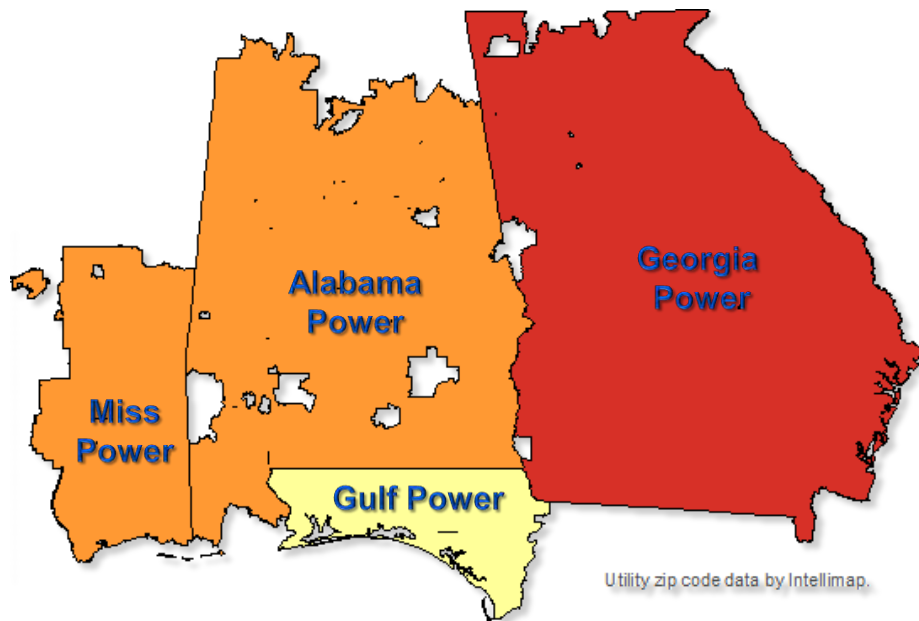 Georgia
Power
Alabama
Power
Miss
Power
Gulf Power
Utility zip code data by Intellimap.